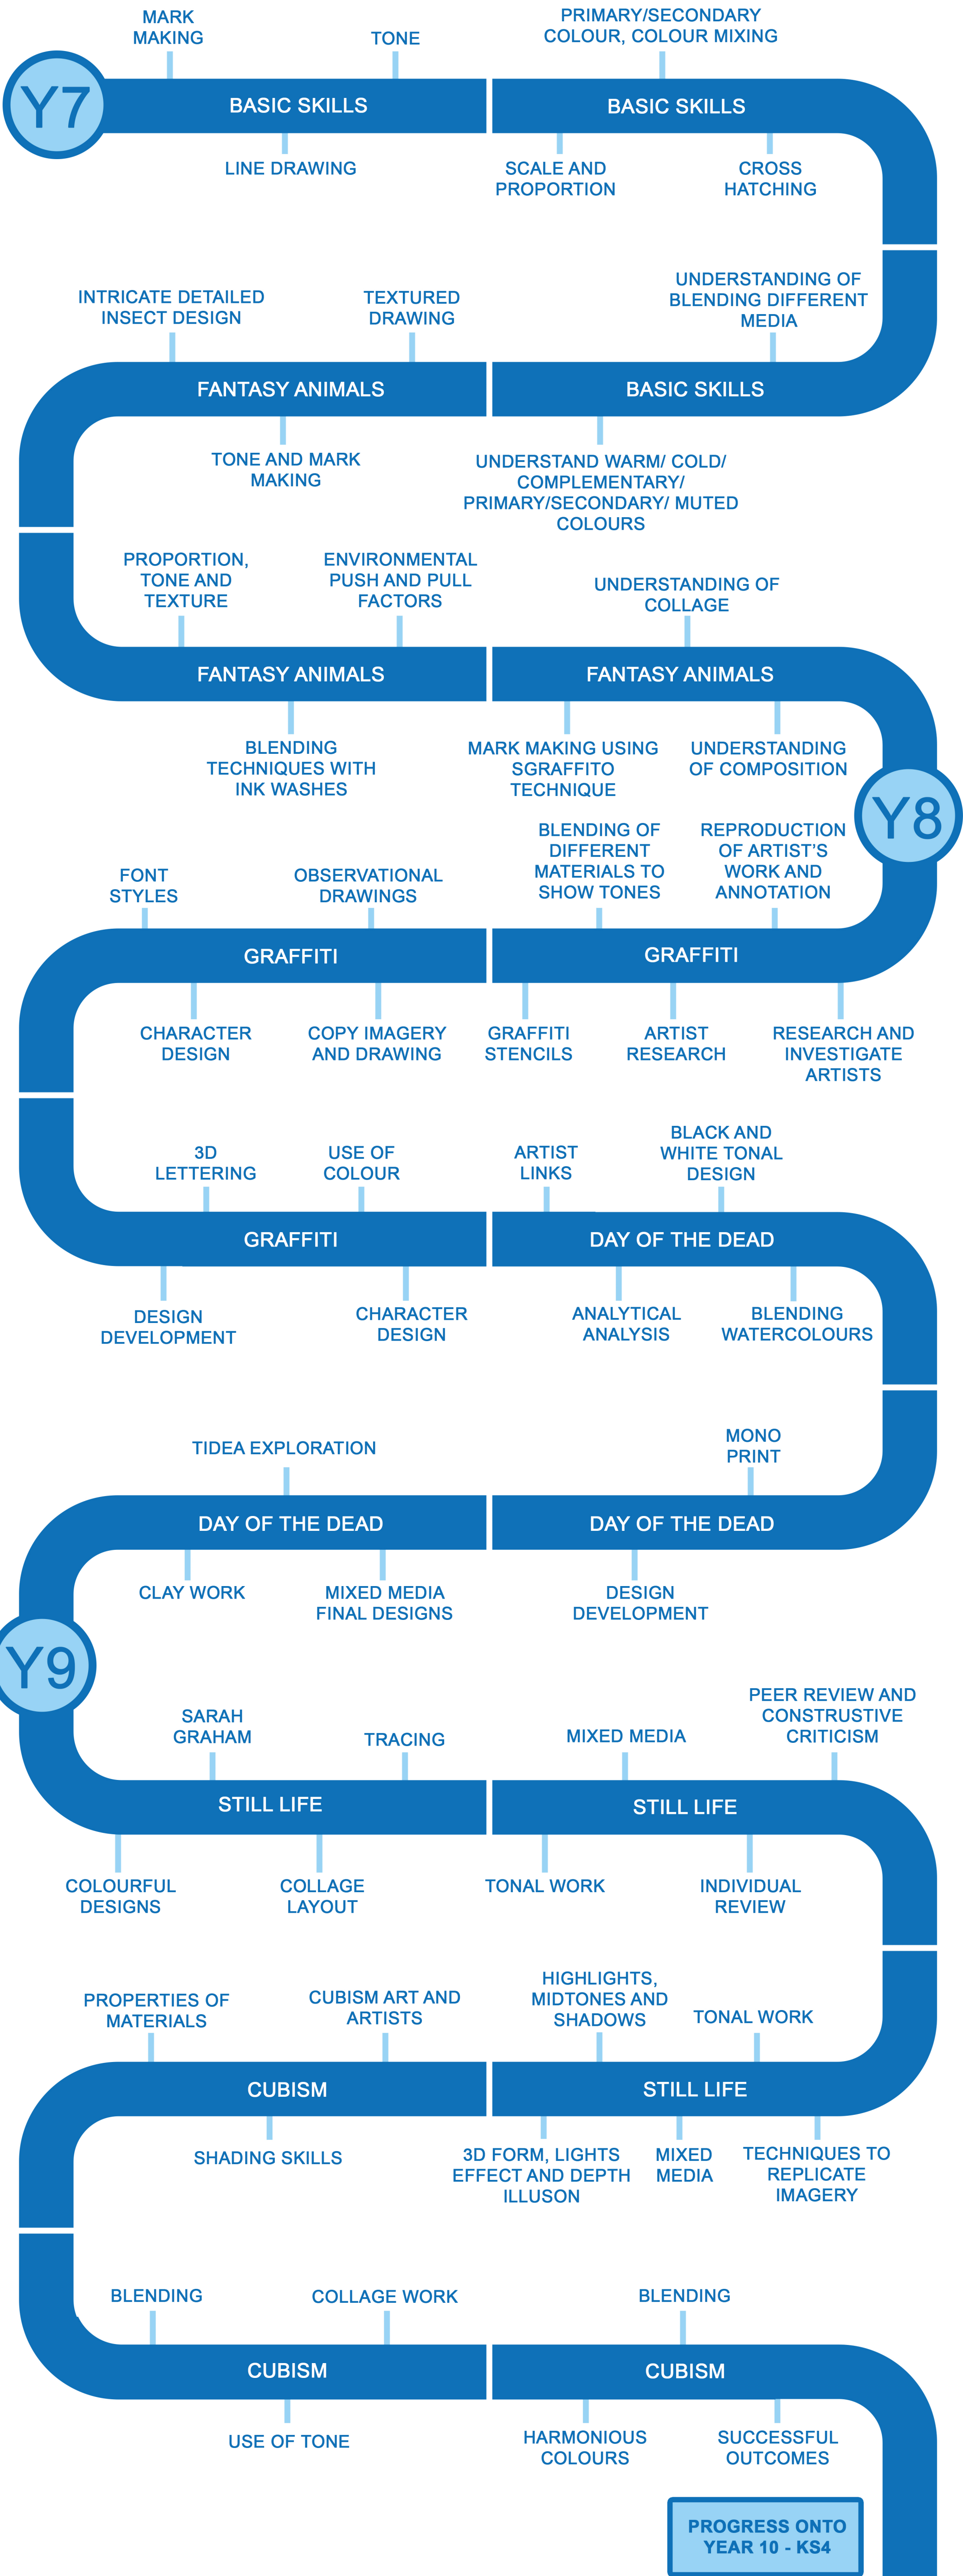 MARK
MAKING
TONE
PRIMARY/SECONDARY
COLOUR, COLOUR MIXING
Y7
BASIC SKILLS
BASIC SKILLS
LINE DRAWING
SCALE AND
PROPORTION
CROSS
HATCHING
INTRICATE DETAILED
INSECT DESIGN
TEXTURED
DRAWING
UNDERSTANDING OF
BLENDING DIFFERENT
MEDIA
FANTASY ANIMALS
BASIC SKILLS
TONE AND MARK
MAKING
UNDERSTAND WARM/ COLD/
COMPLEMENTARY/
PRIMARY/SECONDARY/ MUTED
COLOURS
PROPORTION,
TONE AND
TEXTURE
ENVIRONMENTAL
PUSH AND PULL
FACTORS
UNDERSTANDING OF
COLLAGE
FANTASY ANIMALS
FANTASY ANIMALS
BLENDING
TECHNIQUES WITH
INK WASHES
MARK MAKING USING
SGRAFFITO
TECHNIQUE
UNDERSTANDING
OF COMPOSITION
Y8
FONT
STYLES
OBSERVATIONAL
DRAWINGS
BLENDING OF
DIFFERENT
MATERIALS TO
SHOW TONES
REPRODUCTION
OF ARTIST'S
WORK AND
ANNOTATION
GRAFFITI
GRAFFITI
CHARACTER
DESIGN
COPY IMAGERY
AND DRAWING
GRAFFITI
STENCILS
ARTIST
RESEARCH
RESEARCH AND
INVESTIGATE
ARTISTS
3D
LETTERING
USE OF
COLOUR
ARTIST
LINKS
BLACK AND
WHITE TONAL
DESIGN
GRAFFITI
DAY OF THE DEAD
DESIGN
DEVELOPMENT
CHARACTER
DESIGN
ANALYTICAL
ANALYSIS
BLENDING
WATERCOLOURS
TIDEA EXPLORATION
MONO
PRINT
DAY OF THE DEAD
DAY OF THE DEAD
CLAY WORK
MIXED MEDIA
FINAL DESIGNS
DESIGN
DEVELOPMENT
Y9
SARAH
GRAHAM
TRACING
MIXED MEDIA
PEER REVIEW AND
CONSTRUSTIVE
CRITICISM
STILL LIFE
STILL LIFE
COLOURFUL
DESIGNS
COLLAGE
LAYOUT
TONAL WORK
INDIVIDUAL
REVIEW
PROPERTIES OF
MATERIALS
CUBISM ART AND
ARTISTS
HIGHLIGHTS,
MIDTONES AND
SHADOWS
TONAL WORK
CUBISM
STILL LIFE
SHADING SKILLS
3D FORM, LIGHTS
EFFECT AND DEPTH
ILLUSON
MIXED
MEDIA
TECHNIQUES TO
REPLICATE
IMAGERY
BLENDING
COLLAGE WORK
BLENDING
CUBISM
CUBISM
USE OF TONE
HARMONIOUS
COLOURS
SUCCESSFUL
OUTCOMES
PROGRESS ONTO
YEAR 10 - KS4